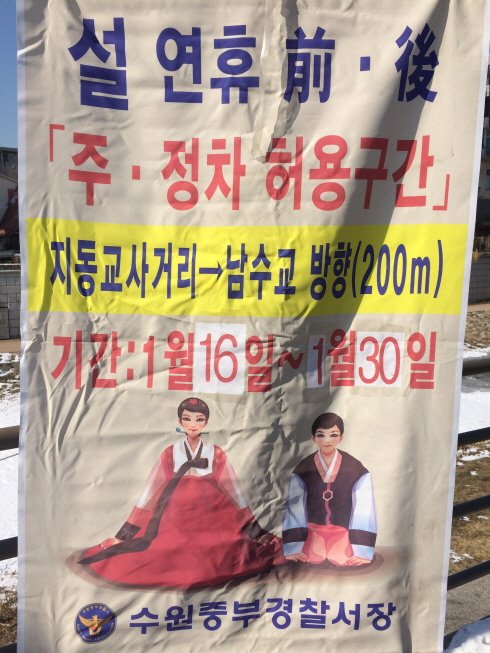 설 연휴 前·後
「주·정차 허용구간」
지동교사거리→남수교 방향(200m)
기간:1월16일~1월30일
수원중부경찰서장